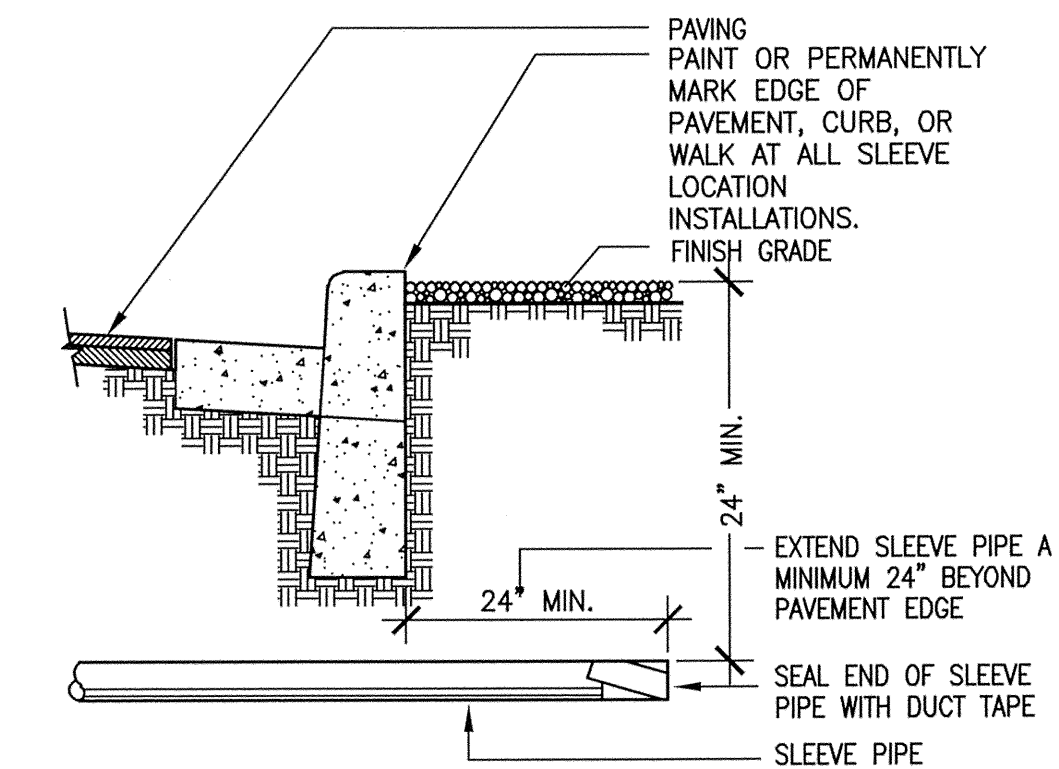 PAVING
PAINT OR PERMANENTLY
MARK EDGE OF
PAVEMENT, CURB, OR
WALK AT ALL SLEEVE
LOCATION
INSTALLATIONS.
FINISH GRADE
24" MIN.
EXTEND SLEEVE PIPE A
MINIMUM 24" BEYOND
PAVEMENT EDGE
24" MIN.
SEAL END OF SLEEVE
PIPE WITH DUCT TAPE
SLEEVE PIPE